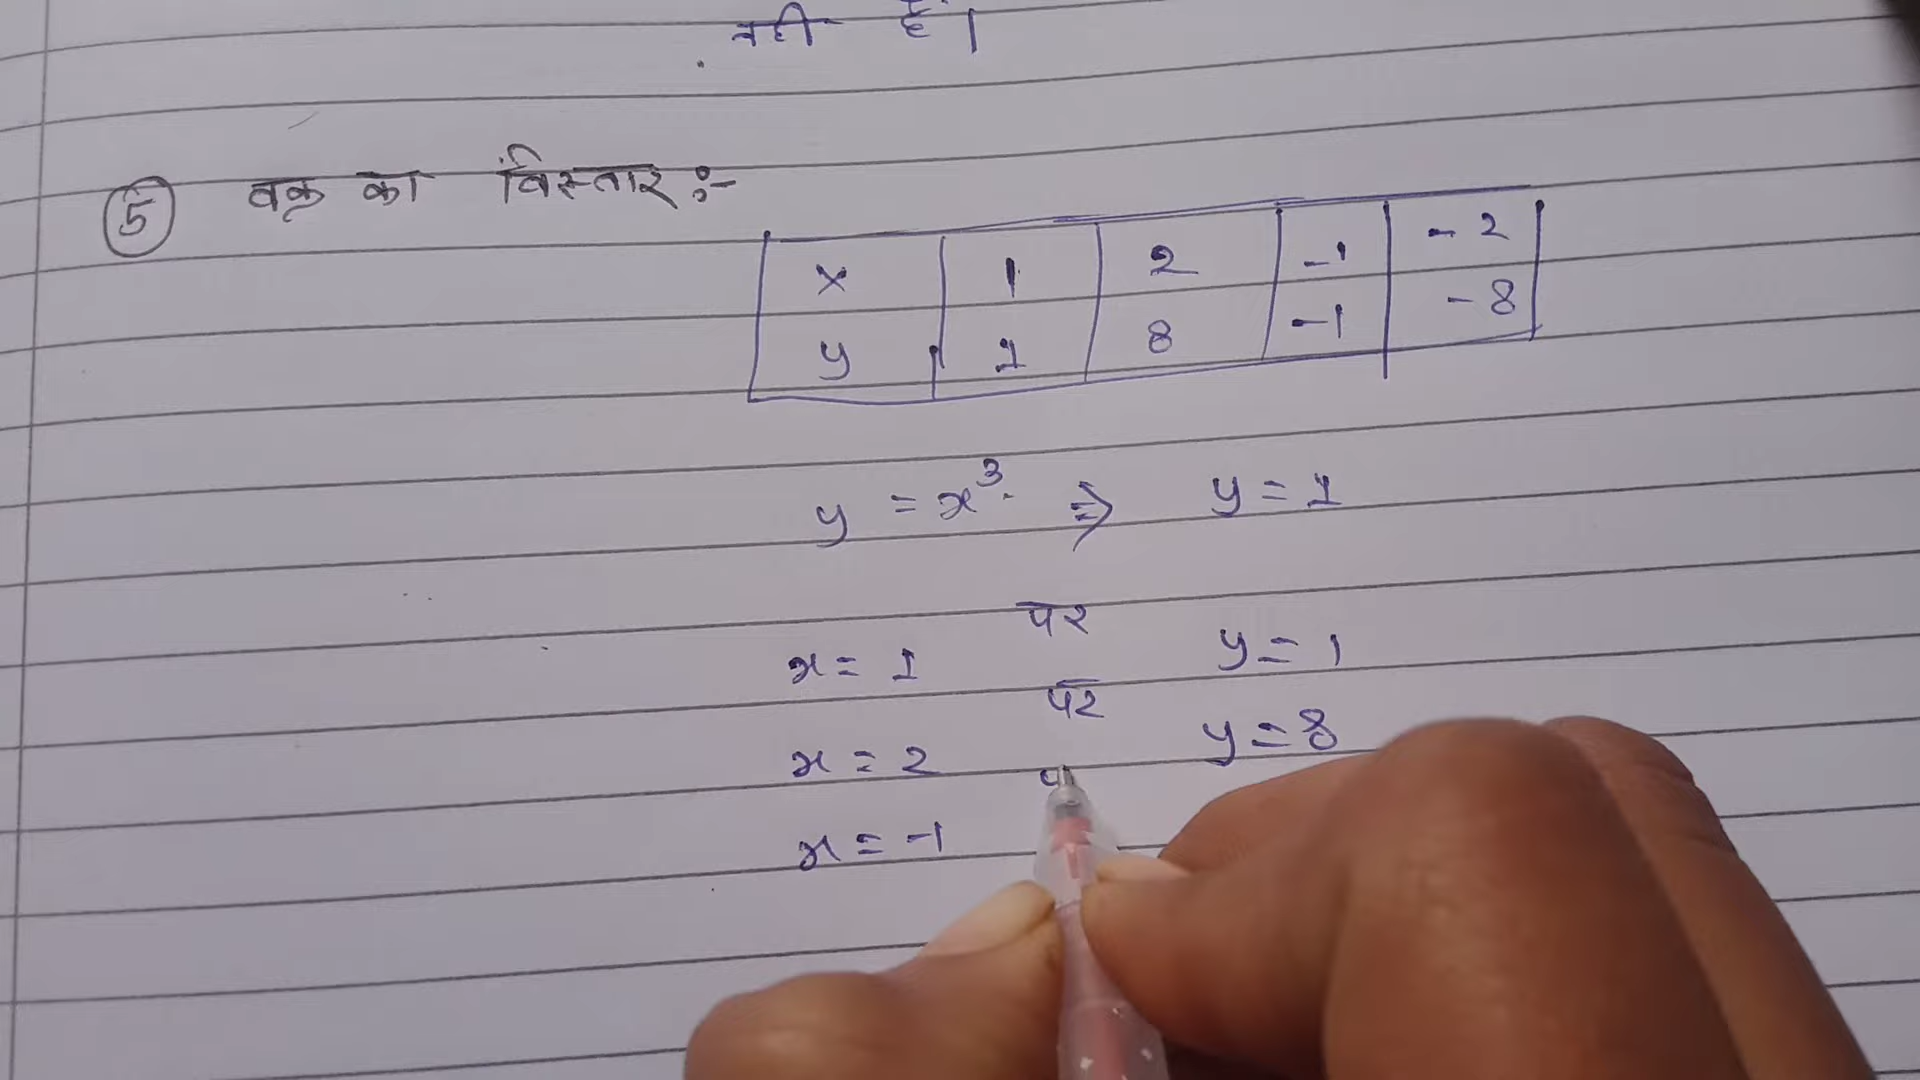 नही है।
⑤ वक्र का विस्तार :-
x 1 2 -1 -2
y 1 8 -1 -8
y = x³. ⇒ y = 1
x = 1 पर y = 1
x = 2 पर y = 8
x = -1